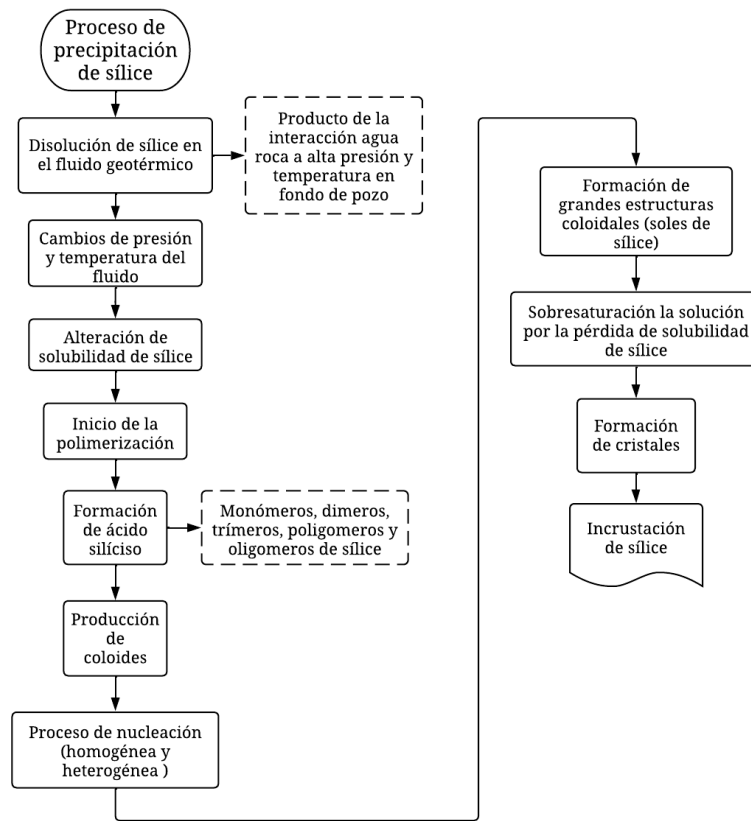 Proceso de
precipitación
de sílice
Disolución de sílice en
el fluido geotérmico
Producto de la
interacción agua
roca a alta presión y
temperatura en
fondo de pozo
Cambios de presión
y temperatura del
fluido
Alteración de
solubilidad de sílice
Inicio de la
polimerización
Formación
de ácido
silíciso
Monómeros, dimeros,
trímeros, poligomeros y
oligomeros de sílice
Producción
de
coloides
Proceso de nucleación
(homogénea y
heterogénea )
Formación de
grandes estructuras
coloidales (soles de
sílice)
Sobresaturación la solución
por la pérdida de solubilidad
de sílice
Formación
de cristales
Incrustación
de sílice